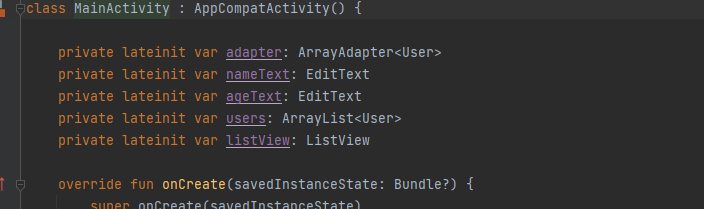 class MainActivity : AppCompatActivity() {
private lateinit var adapter: ArrayAdapter<User>
private lateinit var nameText: EditText
private lateinit var ageText: EditText
private lateinit var users: ArrayList<User>
private lateinit var listView: ListView
override fun onCreate(savedInstanceState: Bundle?) {
super.onCreate(savedInstanceState)